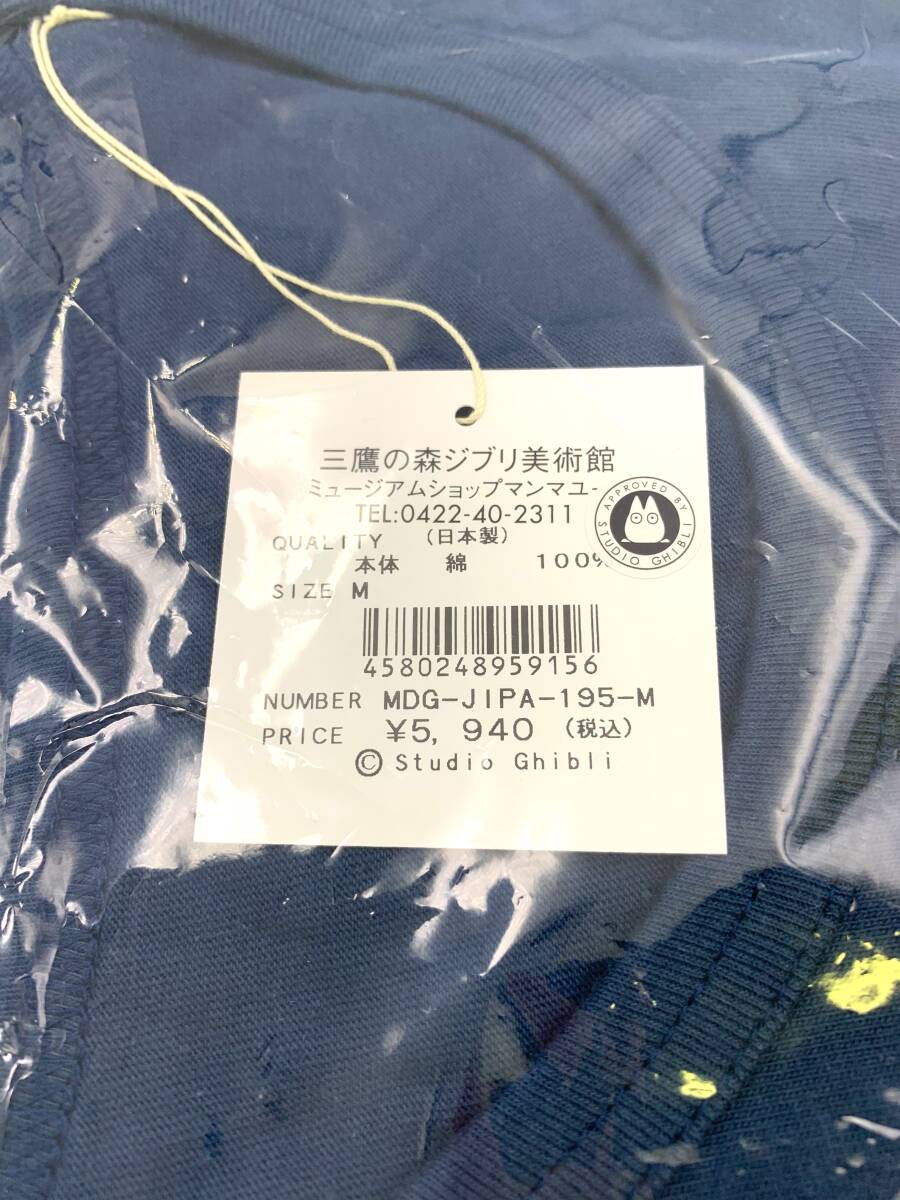 三鷹の森ジブリ美術館
ミュージアムショップマンマユー
TEL:0422-40-2311
QUALITY (日本製)
本体 綿 100%
SIZE M
APPROVED BY STUDIO GHIBLI
4580248959156
NUMBER MDG-JIPA-195-M
PRICE ¥5,940 (税込)
© Studio Ghibli